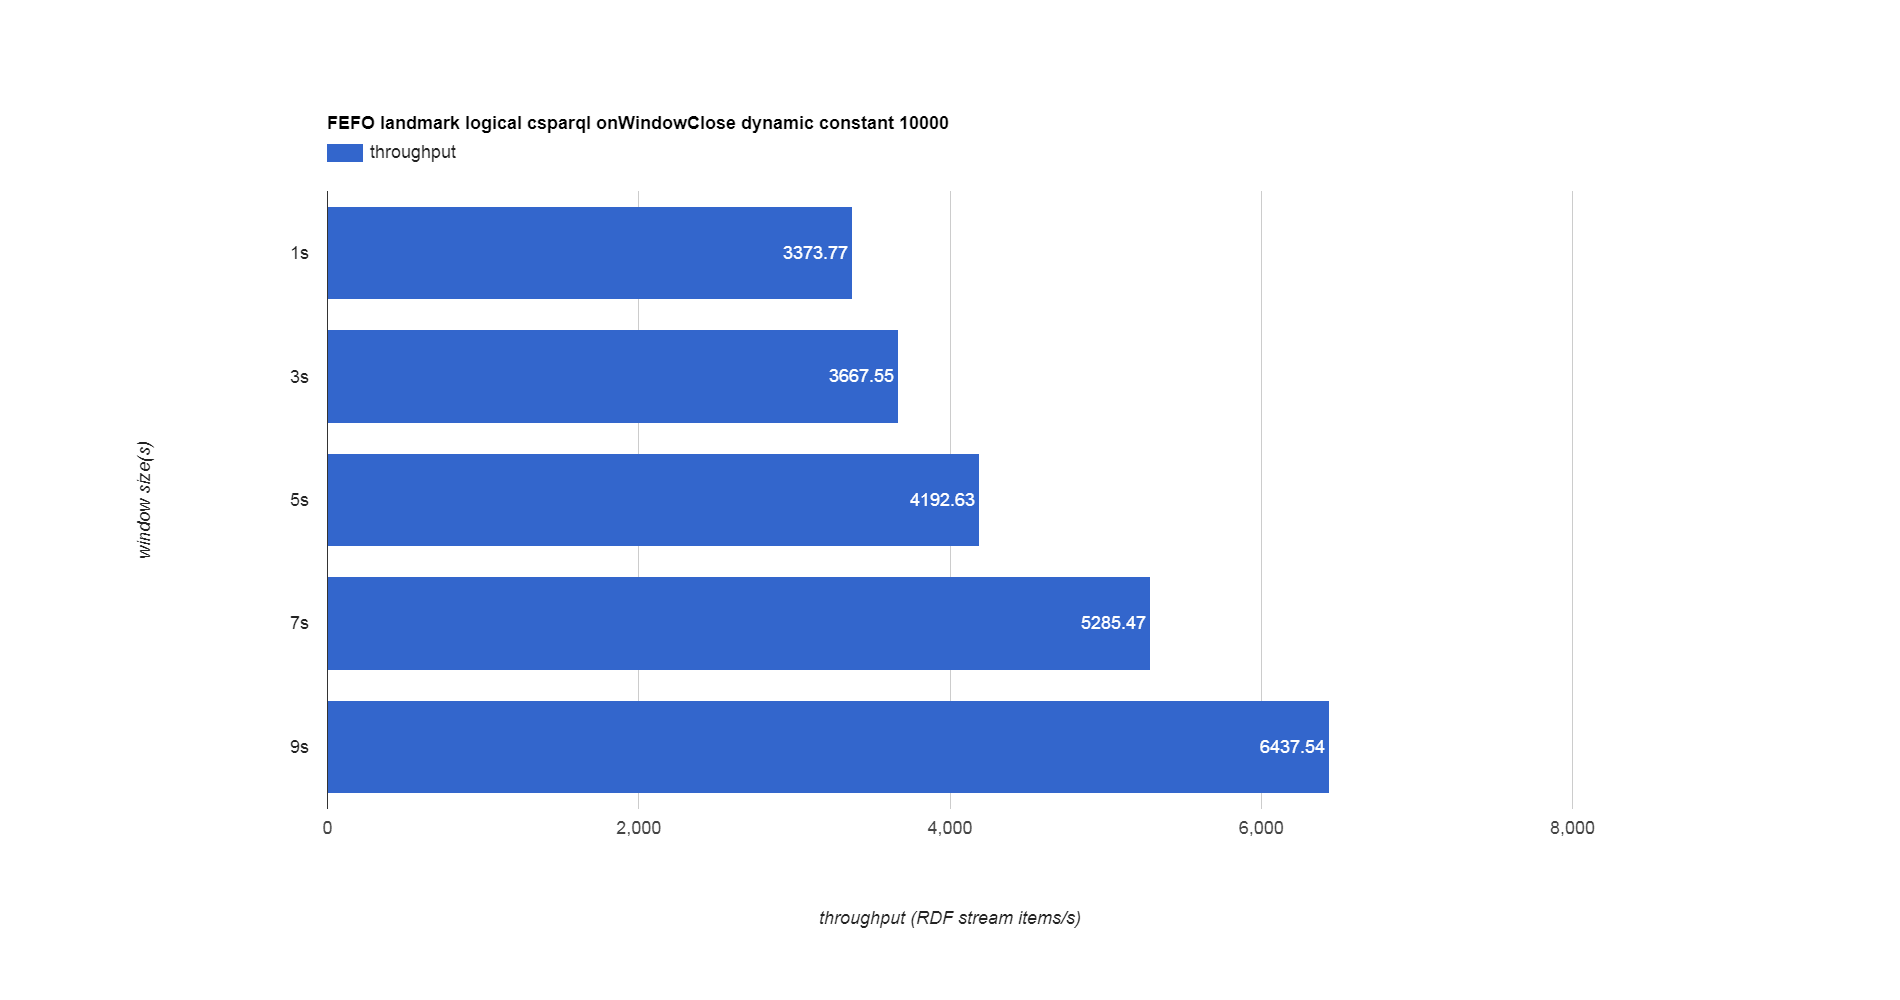 FEFO landmark logical csparql onWindowClose dynamic constant 10000
throughput
1s
3373.77
3s
3667.55
5s
4192.63
7s
5285.47
9s
6437.54
0 2,000 4,000 6,000 8,000
window size(s)
throughput (RDF stream items/s)